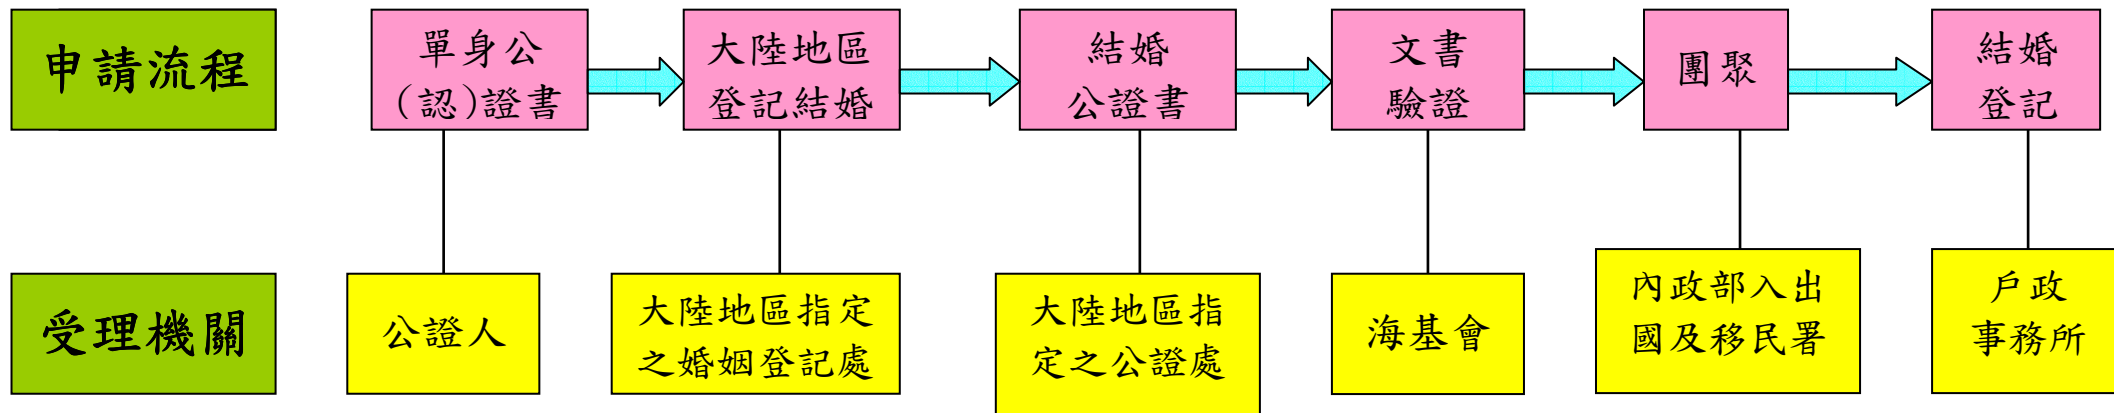 申請流程
單身公
(認)證書
大陸地區
登記結婚
結婚
公證書
文書
驗證
團聚
結婚
登記
受理機關
公證人
大陸地區指定
之婚姻登記處
大陸地區指
定之公證處
海基會
內政部入出
國及移民署
戶政
事務所